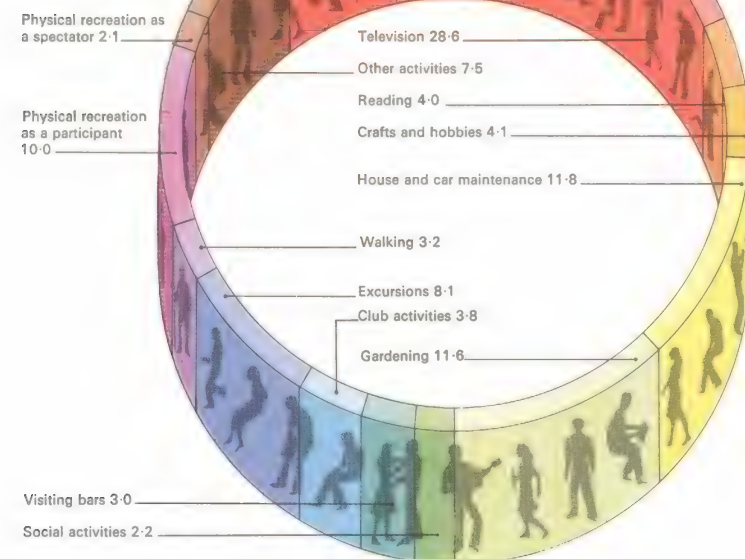 Physical recreation as
a spectator 2·1
Physical recreation
as a participant
10·0
Television 28·6
Other activities 7·5
Reading 4·0
Crafts and hobbies 4·1
House and car maintenance 11·8
Walking 3·2
Excursions 8·1
Club activities 3·8
Gardening 11·6
Visiting bars 3·0
Social activities 2·2